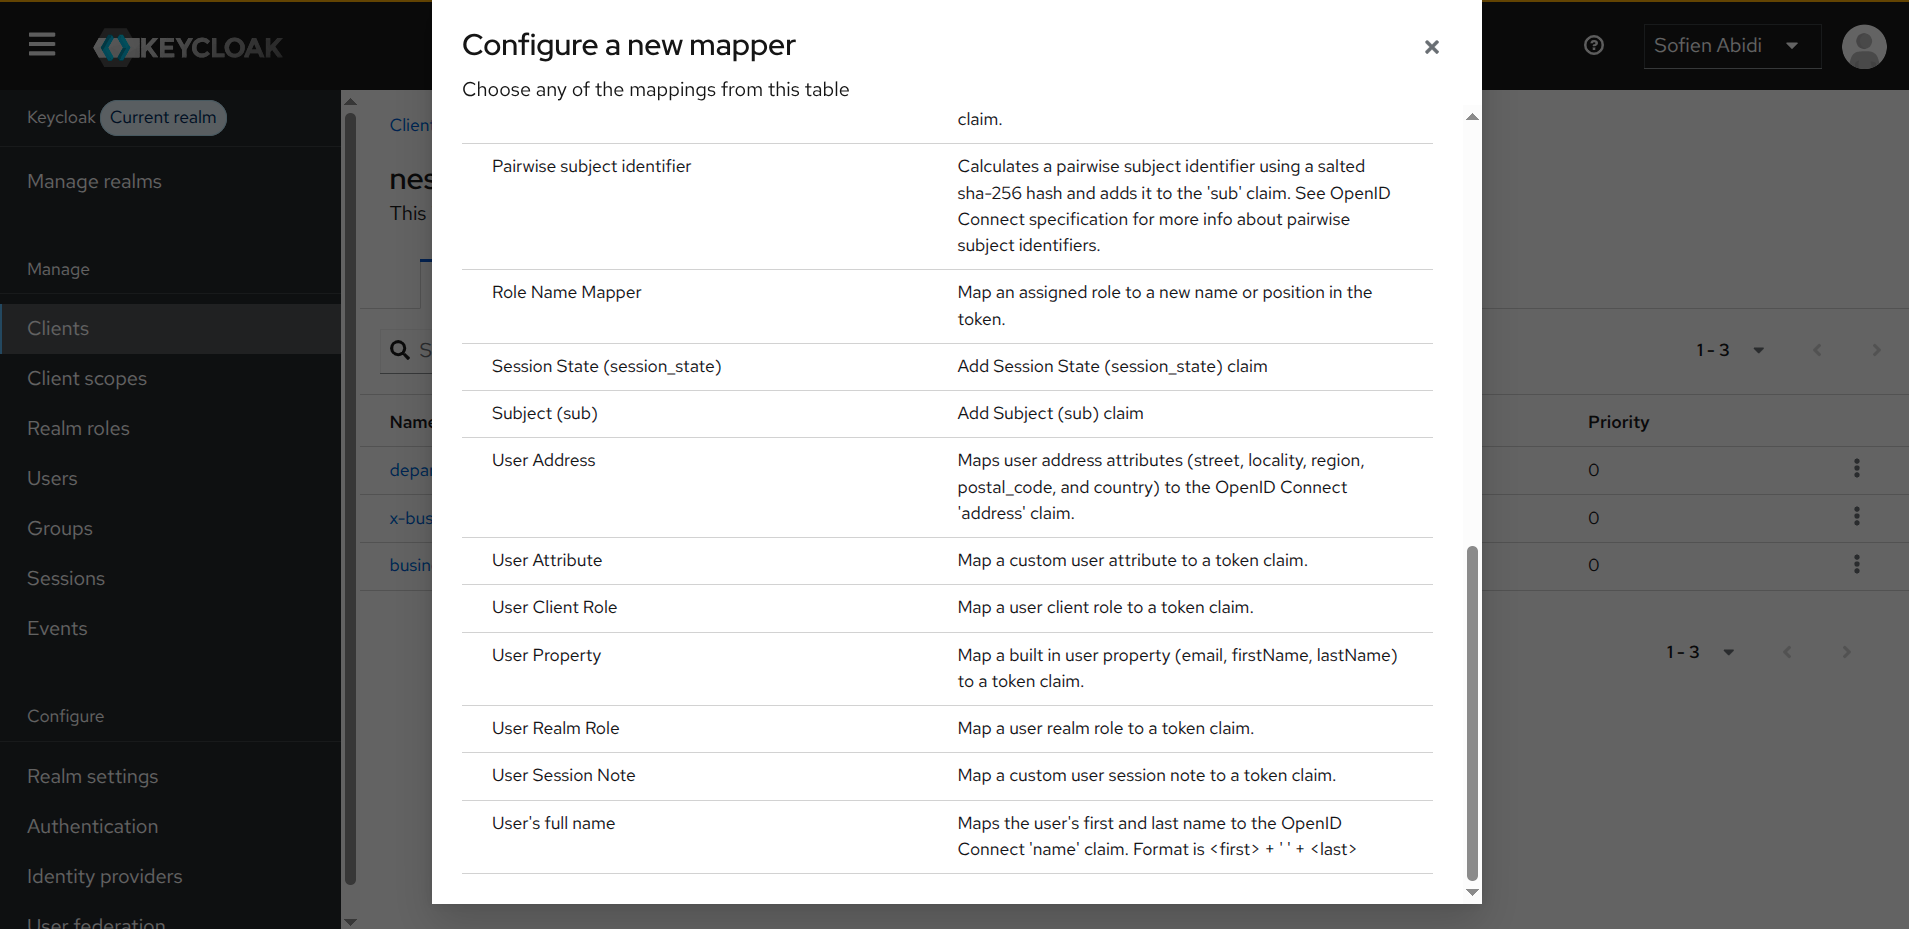 KEYCLOAK
Sofien Abidi
Keycloak Current realm
Manage realms
Manage
Clients
Client scopes
Realm roles
Users
Groups
Sessions
Events
Configure
Realm settings
Authentication
Identity providers
User federation
This
Name
1 - 3
Priority
0
0
0
1 - 3
Configure a new mapper
Choose any of the mappings from this table
claim.
Pairwise subject identifier
Calculates a pairwise subject identifier using a salted
sha-256 hash and adds it to the 'sub' claim. See OpenID
Connect specification for more info about pairwise
subject identifiers.
Role Name Mapper
Map an assigned role to a new name or position in the
token.
Session State (session_state)
Add Session State (session_state) claim
Subject (sub)
Add Subject (sub) claim
User Address
Maps user address attributes (street, locality, region,
postal_code, and country) to the OpenID Connect
'address' claim.
User Attribute
Map a custom user attribute to a token claim.
User Client Role
Map a user client role to a token claim.
User Property
Map a built in user property (email, firstName, lastName)
to a token claim.
User Realm Role
Map a user realm role to a token claim.
User Session Note
Map a custom user session note to a token claim.
User's full name
Maps the user's first and last name to the OpenID
Connect 'name' claim. Format is <first> + ' ' + <last>